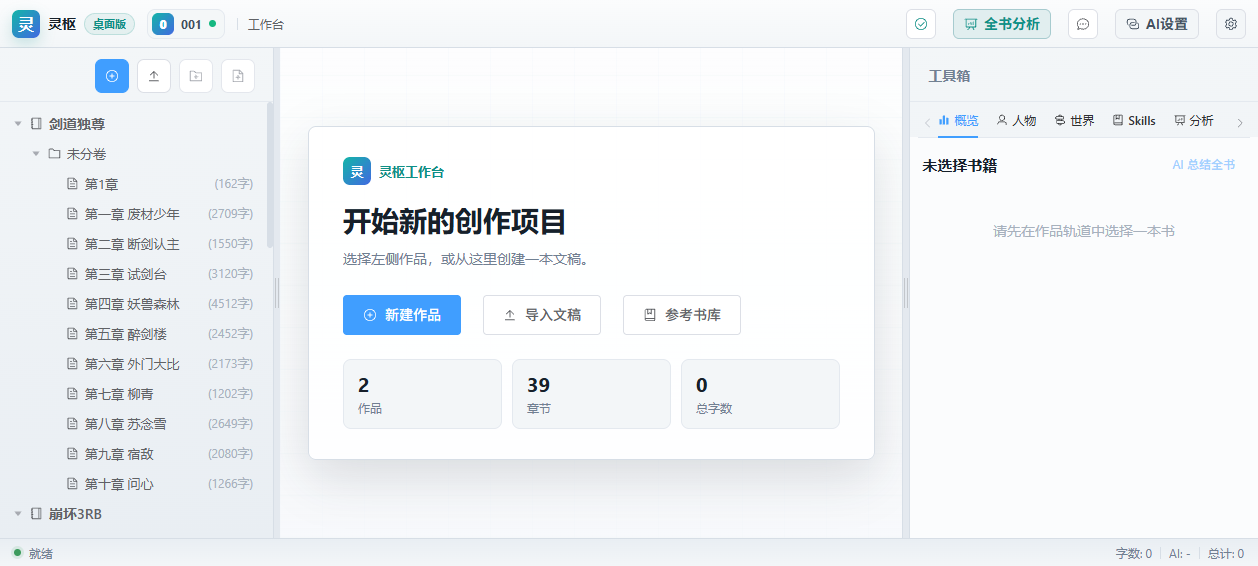 灵 灵枢 桌面版 0 001 工作台 全书分析 AI设置
工具箱
概览 人物 世界 Skills 分析
未选择书籍 AI 总结全书
请先在作品轨道中选择一本书
剑道独尊
未分卷
第1章 (162字)
第一章 废材少年 (2709字)
第二章 断剑认主 (1550字)
第三章 试剑台 (3120字)
第四章 妖兽森林 (4512字)
第五章 醉剑楼 (2452字)
第六章 外门大比 (2173字)
第七章 柳青 (1202字)
第八章 苏念雪 (2649字)
第九章 宿敌 (2080字)
第十章 问心 (1266字)
崩坏3RB
灵 灵枢工作台
开始新的创作项目
选择左侧作品，或从这里创建一本文稿。
新建作品 导入文稿 参考书库
2 39 0
作品 章节 总字数
就绪 字数: 0 AI: - 总计: 0